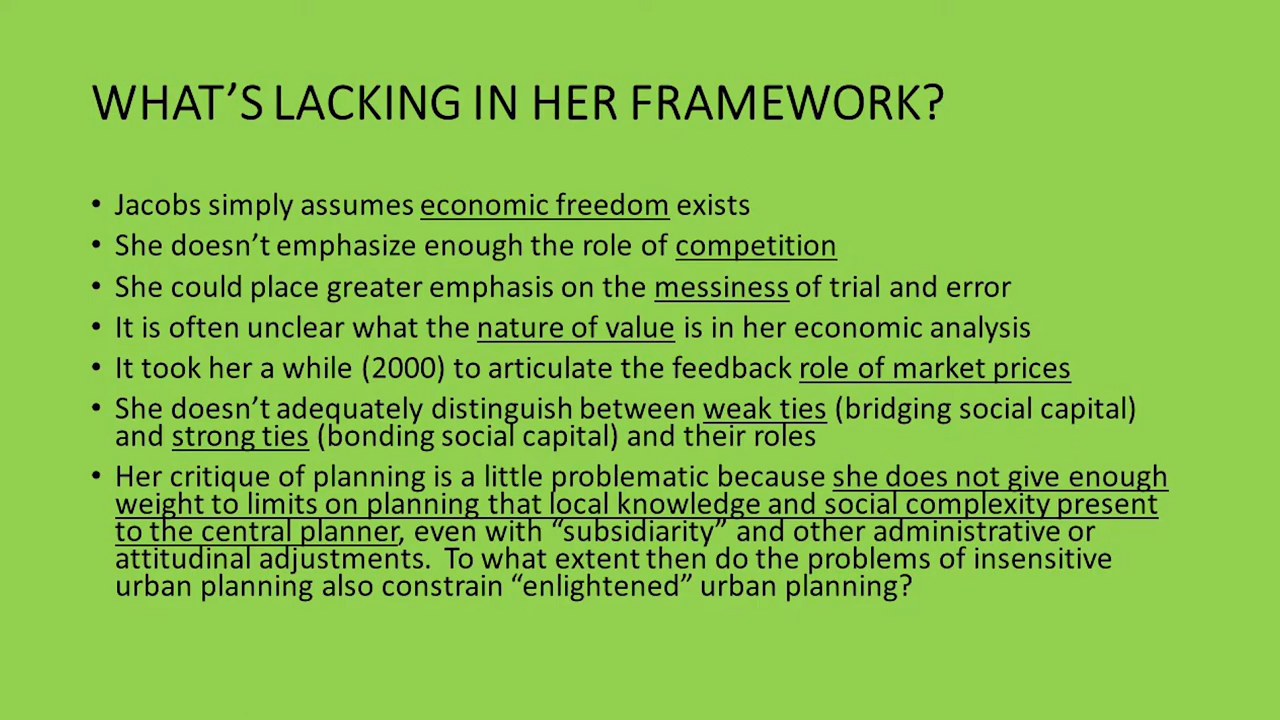 WHAT’S LACKING IN HER FRAMEWORK?
• Jacobs simply assumes economic freedom exists
• She doesn’t emphasize enough the role of competition
• She could place greater emphasis on the messiness of trial and error
• It is often unclear what the nature of value is in her economic analysis
• It took her a while (2000) to articulate the feedback role of market prices
• She doesn’t adequately distinguish between weak ties (bridging social capital)
and strong ties (bonding social capital) and their roles
• Her critique of planning is a little problematic because she does not give enough
weight to limits on planning that local knowledge and social complexity present
to the central planner, even with “subsidiarity” and other administrative or
attitudinal adjustments.  To what extent then do the problems of insensitive
urban planning also constrain “enlightened” urban planning?